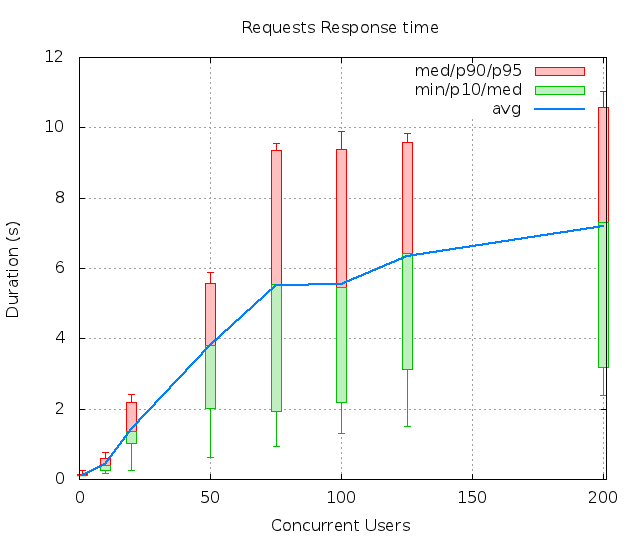 Requests Response time
12
10
8
6
4
2
0
Duration (s)
med/p90/p95
min/p10/med
avg
0 50 100 150 200
Concurrent Users